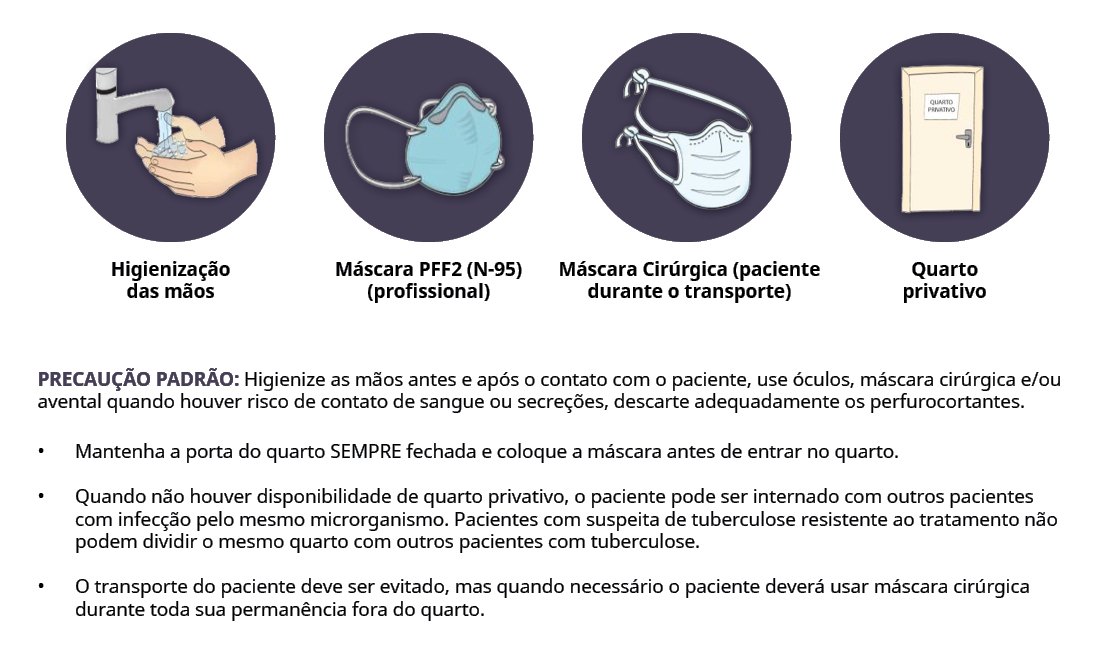 QUARTO
PRIVATIVO
Higienização
das mãos
Máscara PFF2 (N-95)
(profissional)
Máscara Cirúrgica (paciente
durante o transporte)
Quarto
privativo
PRECAUÇÃO PADRÃO: Higienize as mãos antes e após o contato com o paciente, use óculos, máscara cirúrgica e/ou
avental quando houver risco de contato de sangue ou secreções, descarte adequadamente os perfurocortantes.
• Mantenha a porta do quarto SEMPRE fechada e coloque a máscara antes de entrar no quarto.
• Quando não houver disponibilidade de quarto privativo, o paciente pode ser internado com outros pacientes
com infecção pelo mesmo microrganismo. Pacientes com suspeita de tuberculose resistente ao tratamento não
podem dividir o mesmo quarto com outros pacientes com tuberculose.
• O transporte do paciente deve ser evitado, mas quando necessário o paciente deverá usar máscara cirúrgica
durante toda sua permanência fora do quarto.